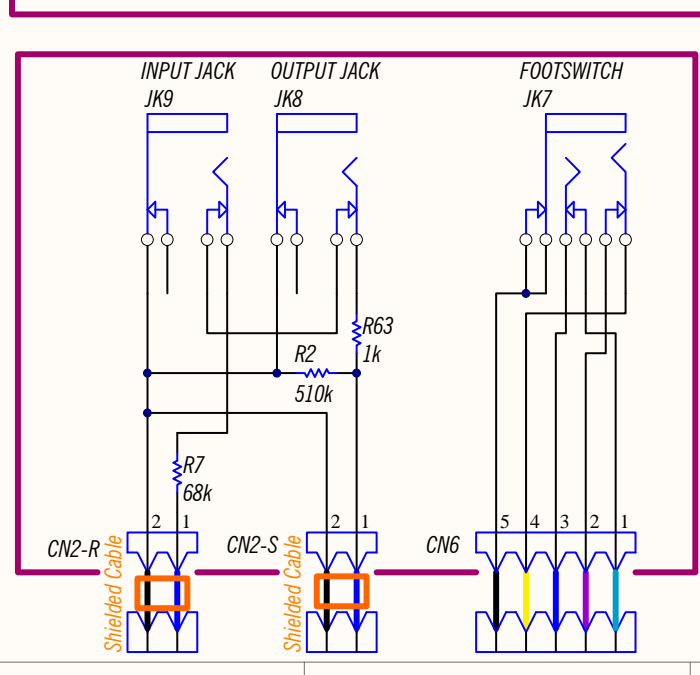 INPUT JACK OUTPUT JACK FOOTSWITCH
JK9 JK8 JK7
R63
1k
R2
510k
R7
68k
2 1 2 1 5 4 3 2 1
CN2-R CN2-S CN6
Shielded Cable Shielded Cable